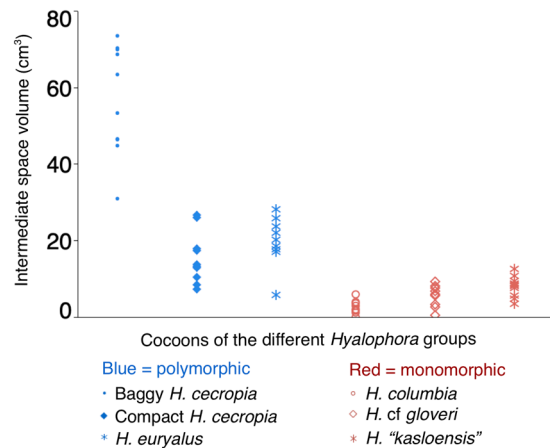 Intermediate space volume (cm³)
80
60
40
20
0
Cocoons of the different Hyalophora groups
Blue = polymorphic
Baggy H. cecropia
Compact H. cecropia
H. euryalus
Red = monomorphic
H. columbia
H. cf gloveri
H. “kasloensis”